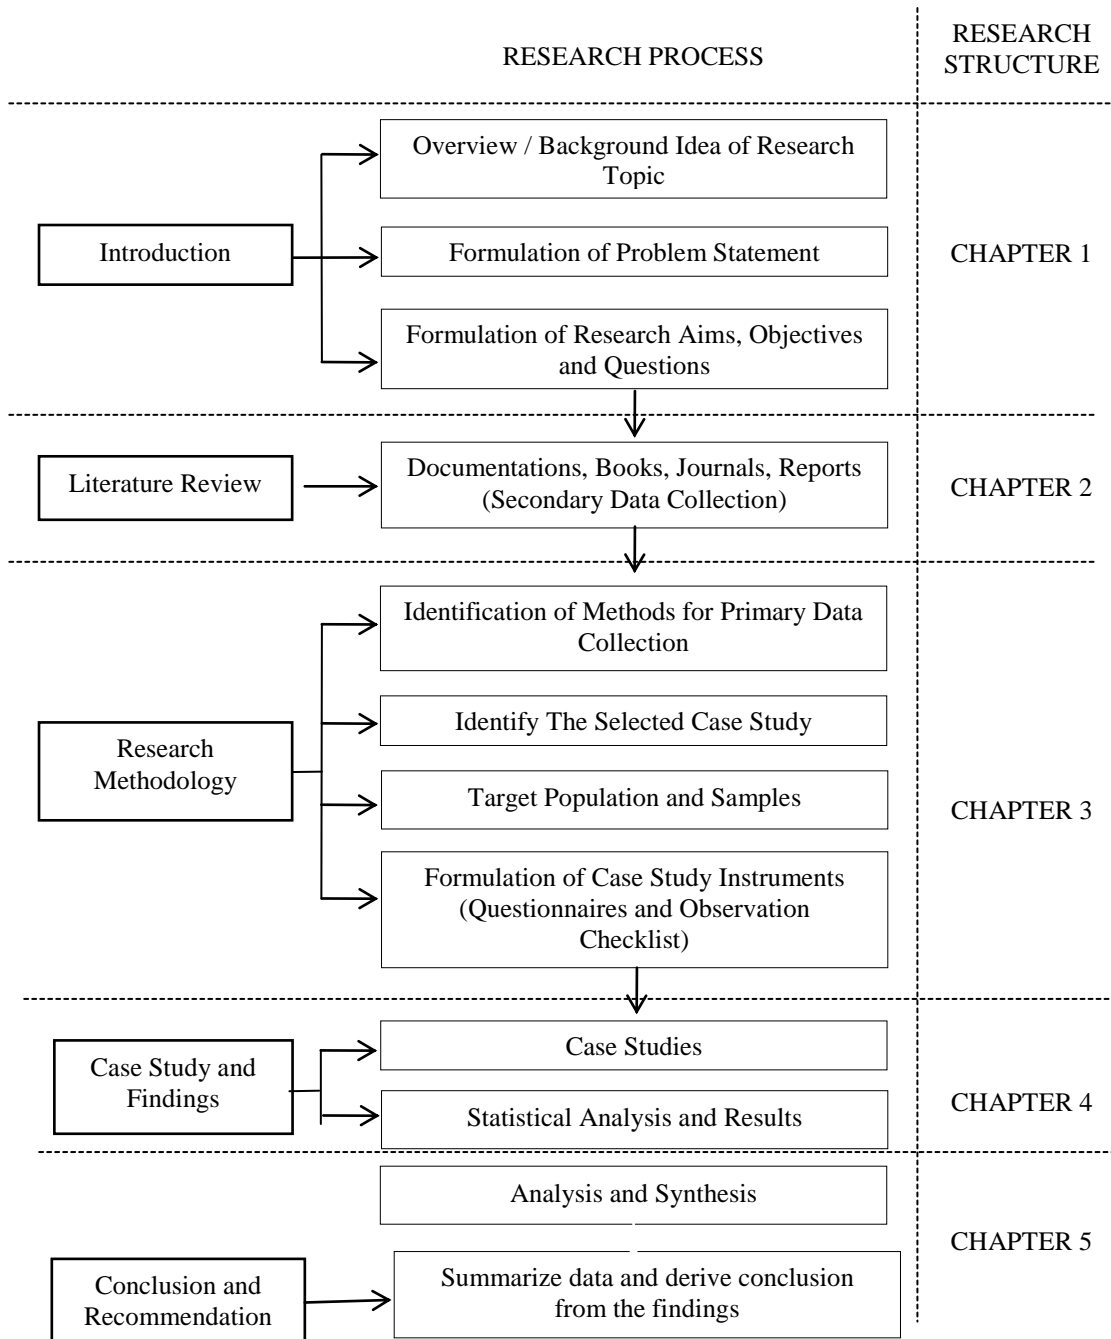 RESEARCH PROCESS
RESEARCH
STRUCTURE
Overview / Background Idea of Research
Topic
Introduction
Formulation of Problem Statement
CHAPTER 1
Formulation of Research Aims, Objectives
and Questions
Literature Review
Documentations, Books, Journals, Reports
(Secondary Data Collection)
CHAPTER 2
Identification of Methods for Primary Data
Collection
Identify The Selected Case Study
Research
Methodology
Target Population and Samples
CHAPTER 3
Formulation of Case Study Instruments
(Questionnaires and Observation
Checklist)
Case Studies
Case Study and
Findings
Statistical Analysis and Results
CHAPTER 4
Analysis and Synthesis
CHAPTER 5
Conclusion and
Recommendation
Summarize data and derive conclusion
from the findings